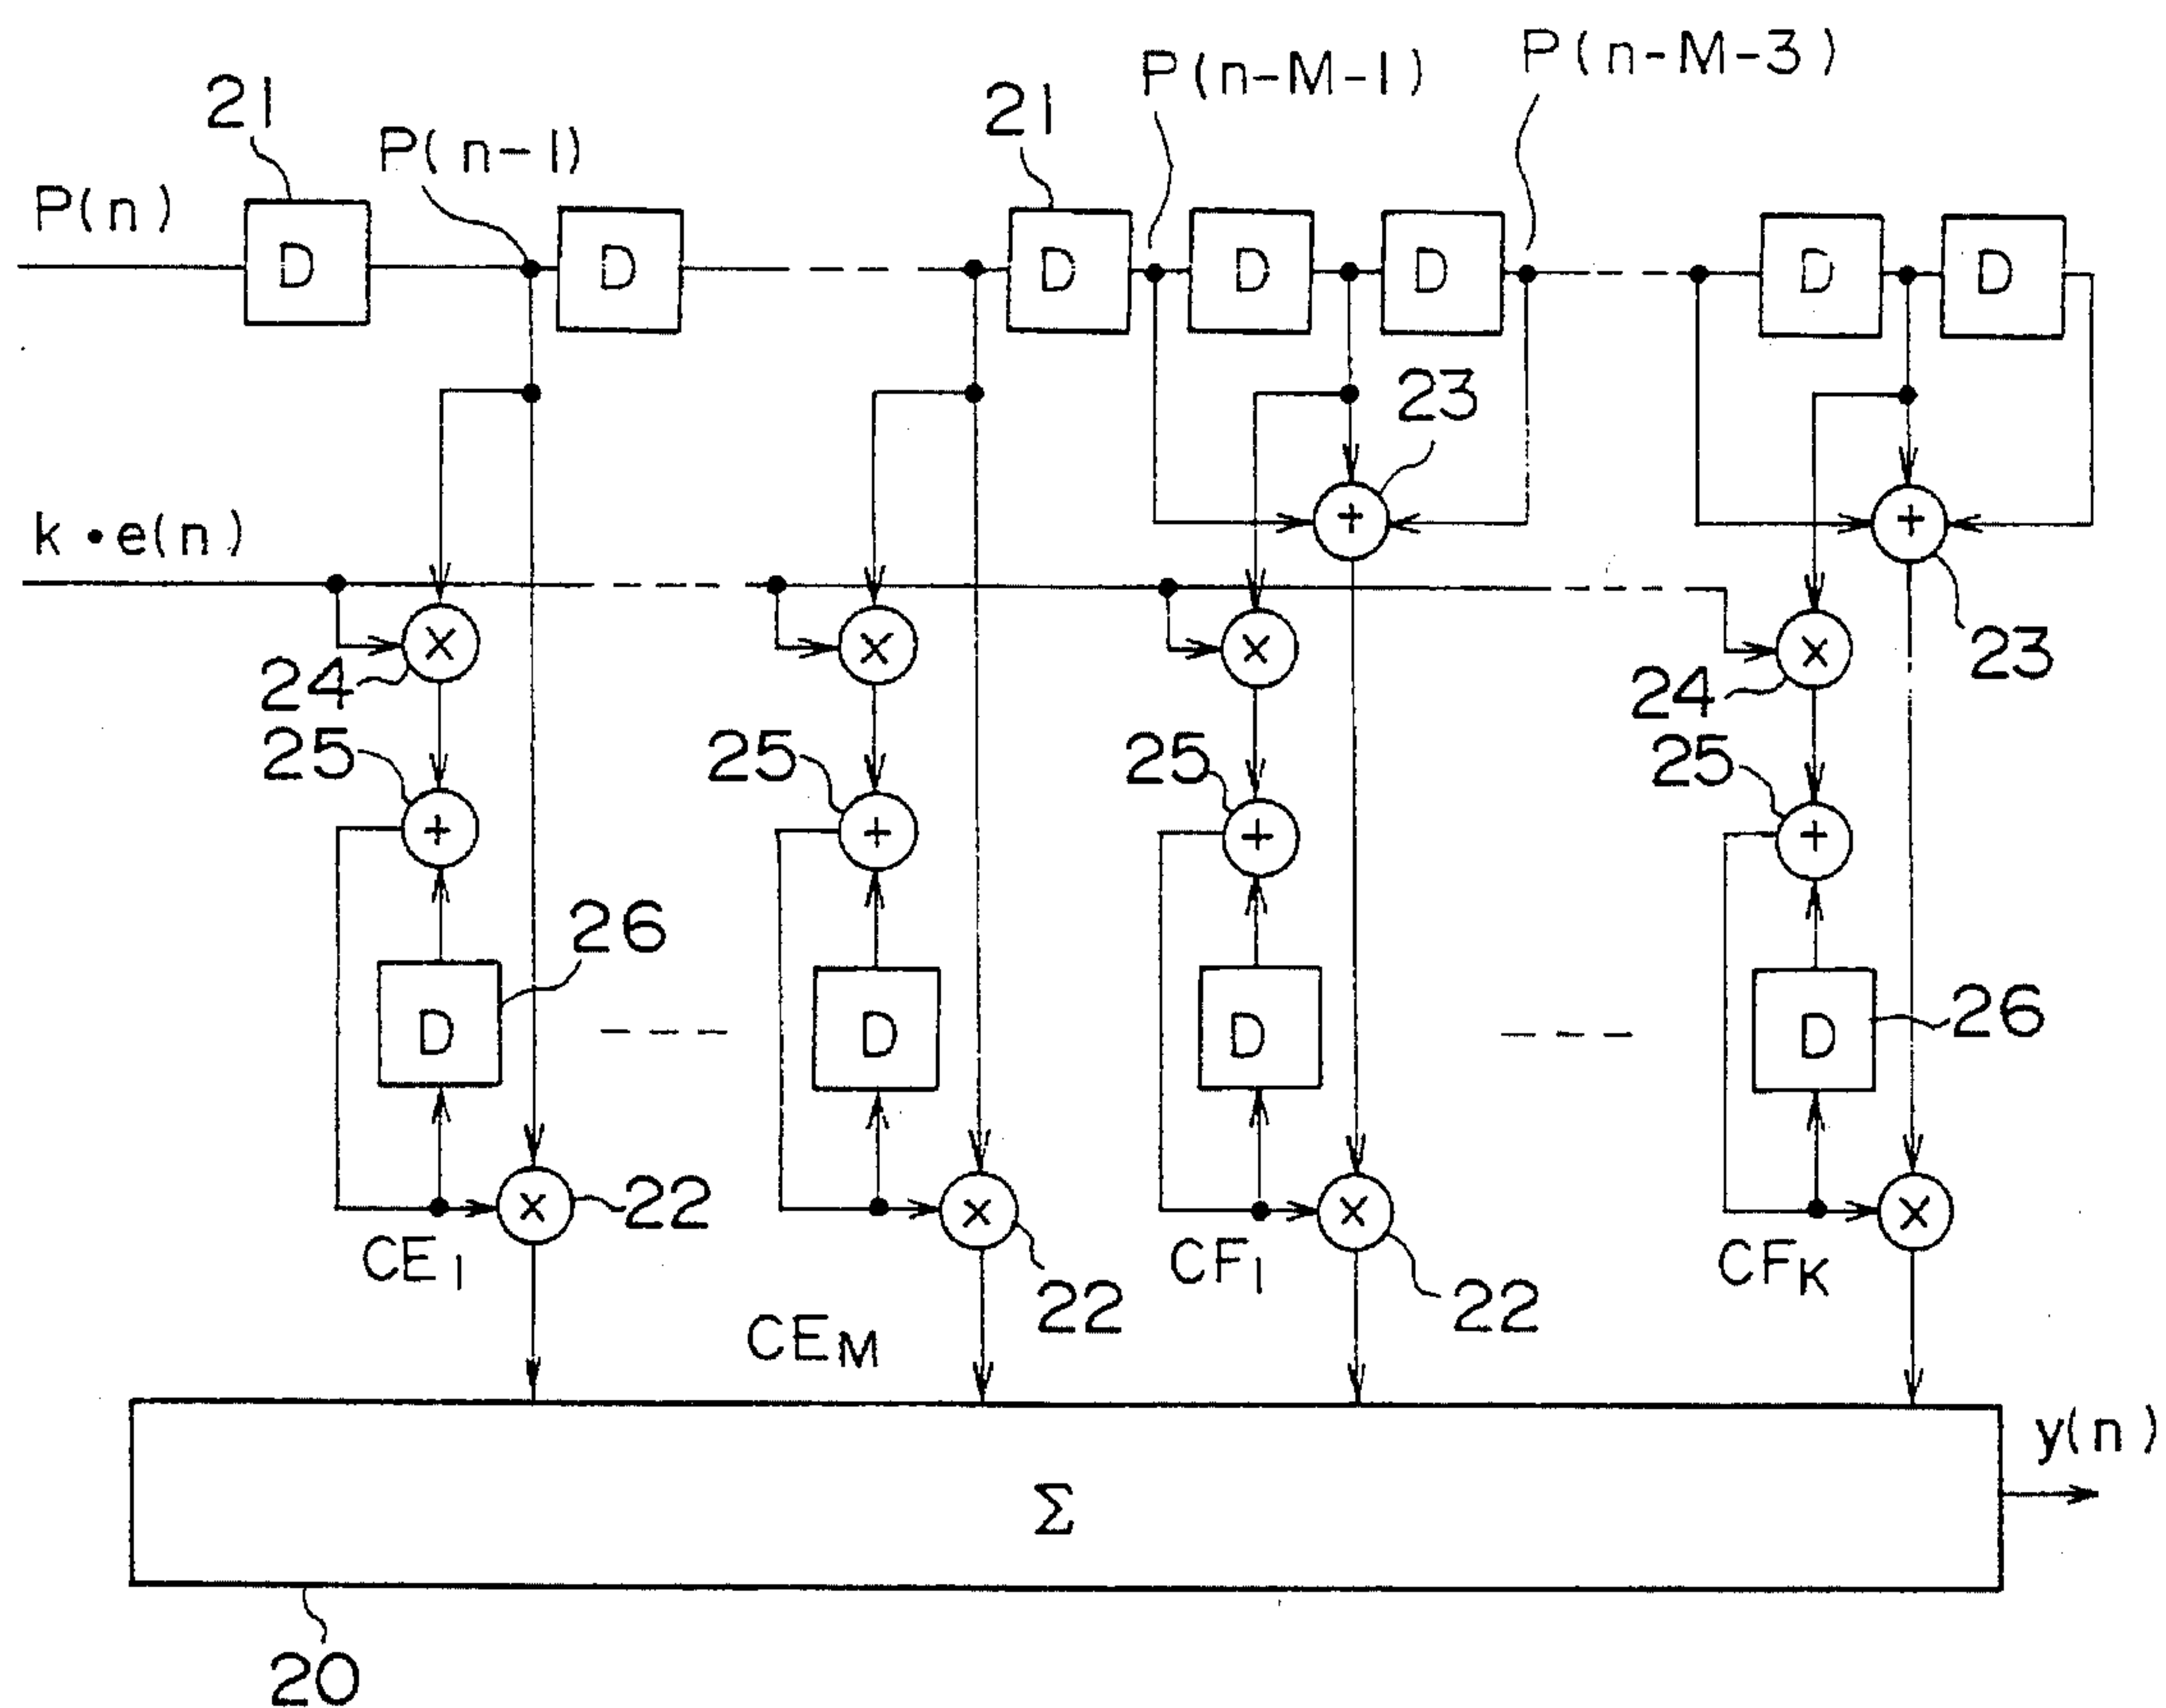 P(n-M-3)
P(n-M-1)
21
21
P(n-1)
P(n)
D
D
D
D
D
D
D
23
k•e(n)
+
+
×
×
×
×
23
24
24
25
25
25
25
+
+
+
+
26
26
D
D
D
D
22
×
×
×
×
CE1
CF1
CFK
22
22
CEM
y(n)
Σ
20